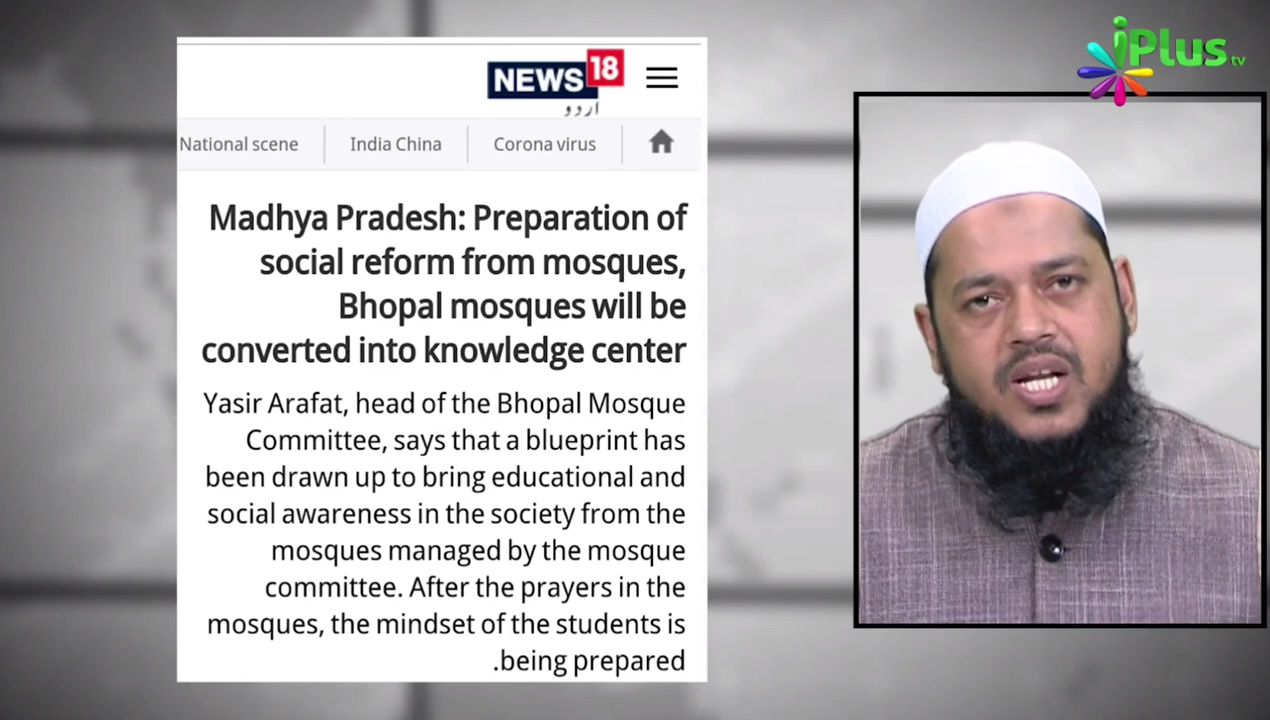 iPlus tv
NEWS 18
اردو
National scene
India China
Corona virus
Madhya Pradesh: Preparation of
social reform from mosques,
Bhopal mosques will be
converted into knowledge center
Yasir Arafat, head of the Bhopal Mosque
Committee, says that a blueprint has
been drawn up to bring educational and
social awareness in the society from the
mosques managed by the mosque
committee. After the prayers in the
mosques, the mindset of the students is
.being prepared